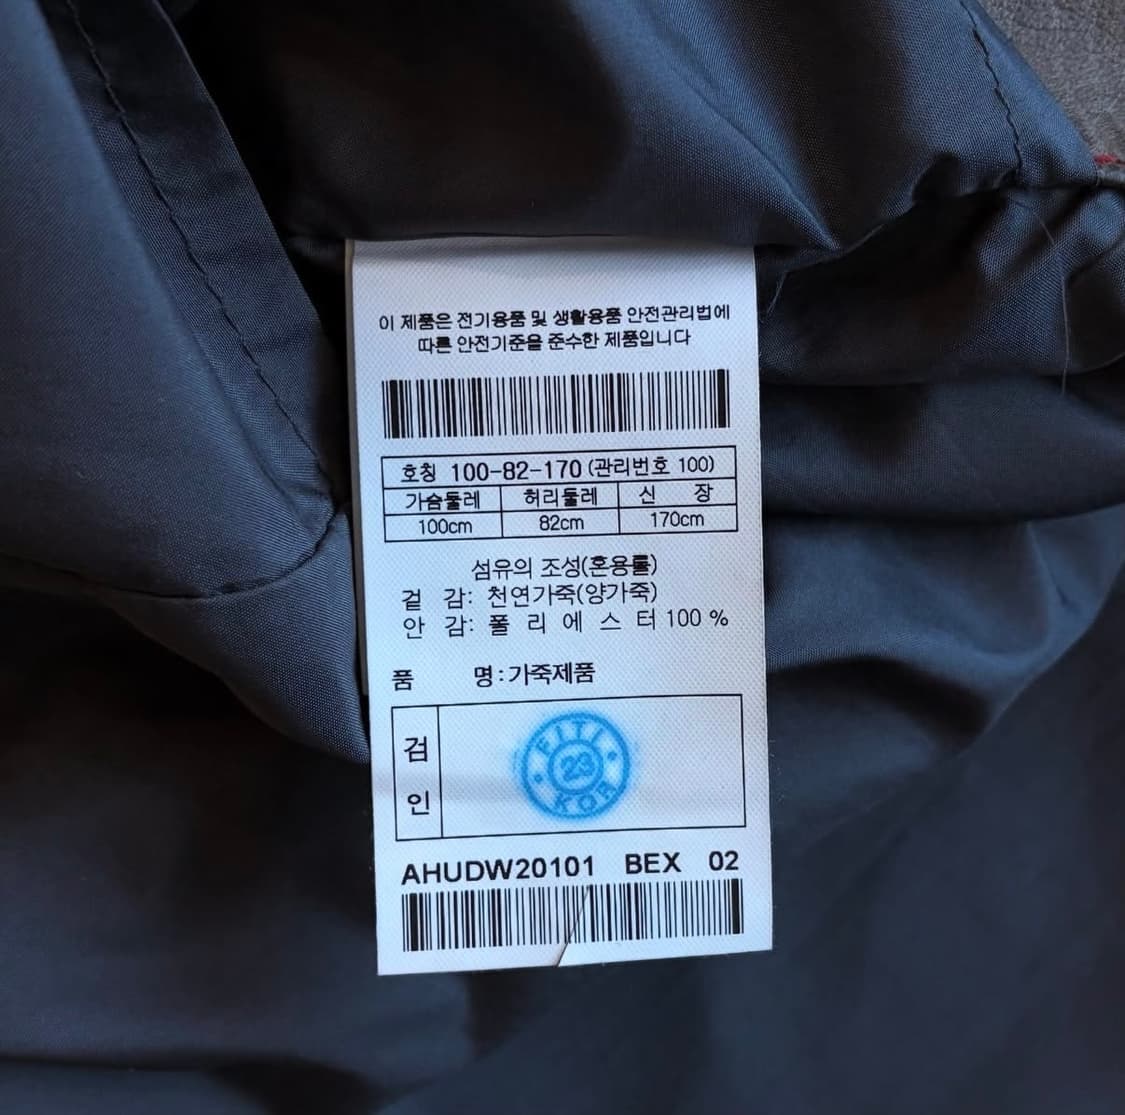 이 제품은 전기용품 및 생활용품 안전관리법에
따른 안전기준을 준수한 제품입니다
호칭 100-82-170 (관리번호 100)
가슴둘레 허리둘레 신 장
100cm 82cm 170cm
섬유의 조성(혼용률)
겉 감: 천연가죽(양가죽)
안 감: 폴 리 에 스 터 100 %
품 명: 가죽제품
검
인
FITI
23
KOR
AHUDW20101 BEX 02